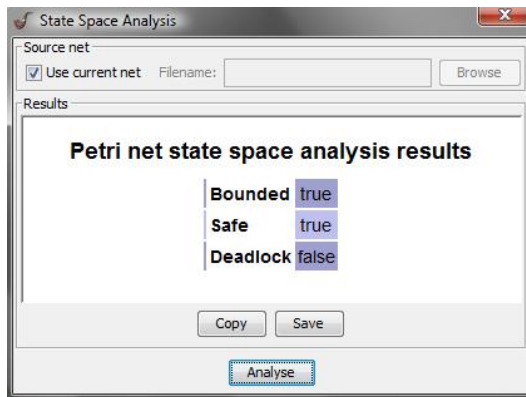 State Space Analysis
Source net
Use current net Filename: Browse
Results
Petri net state space analysis results
Bounded true
Safe true
Deadlock false
Copy Save
Analyse